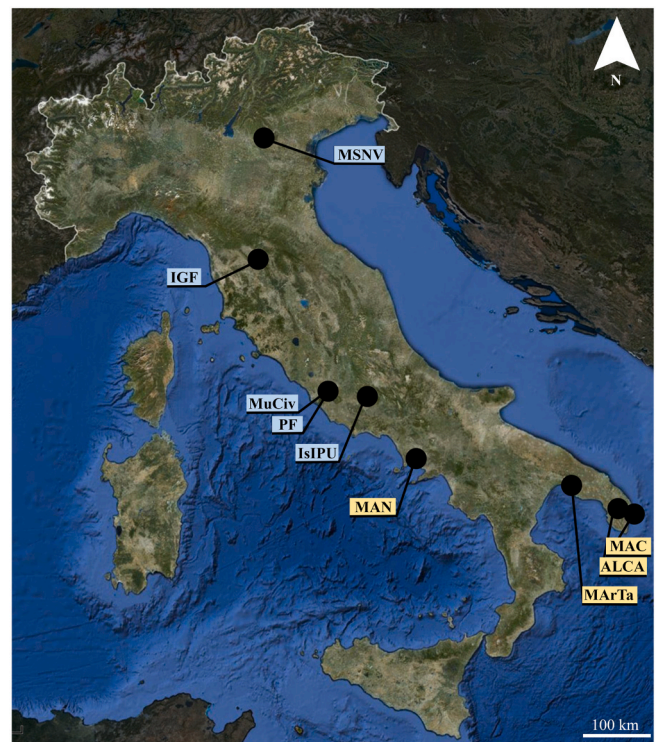 N
MSNV
IGF
MuCiv
PF
IsIPU
MAN
MAC
ALCA
MArTa
100 km